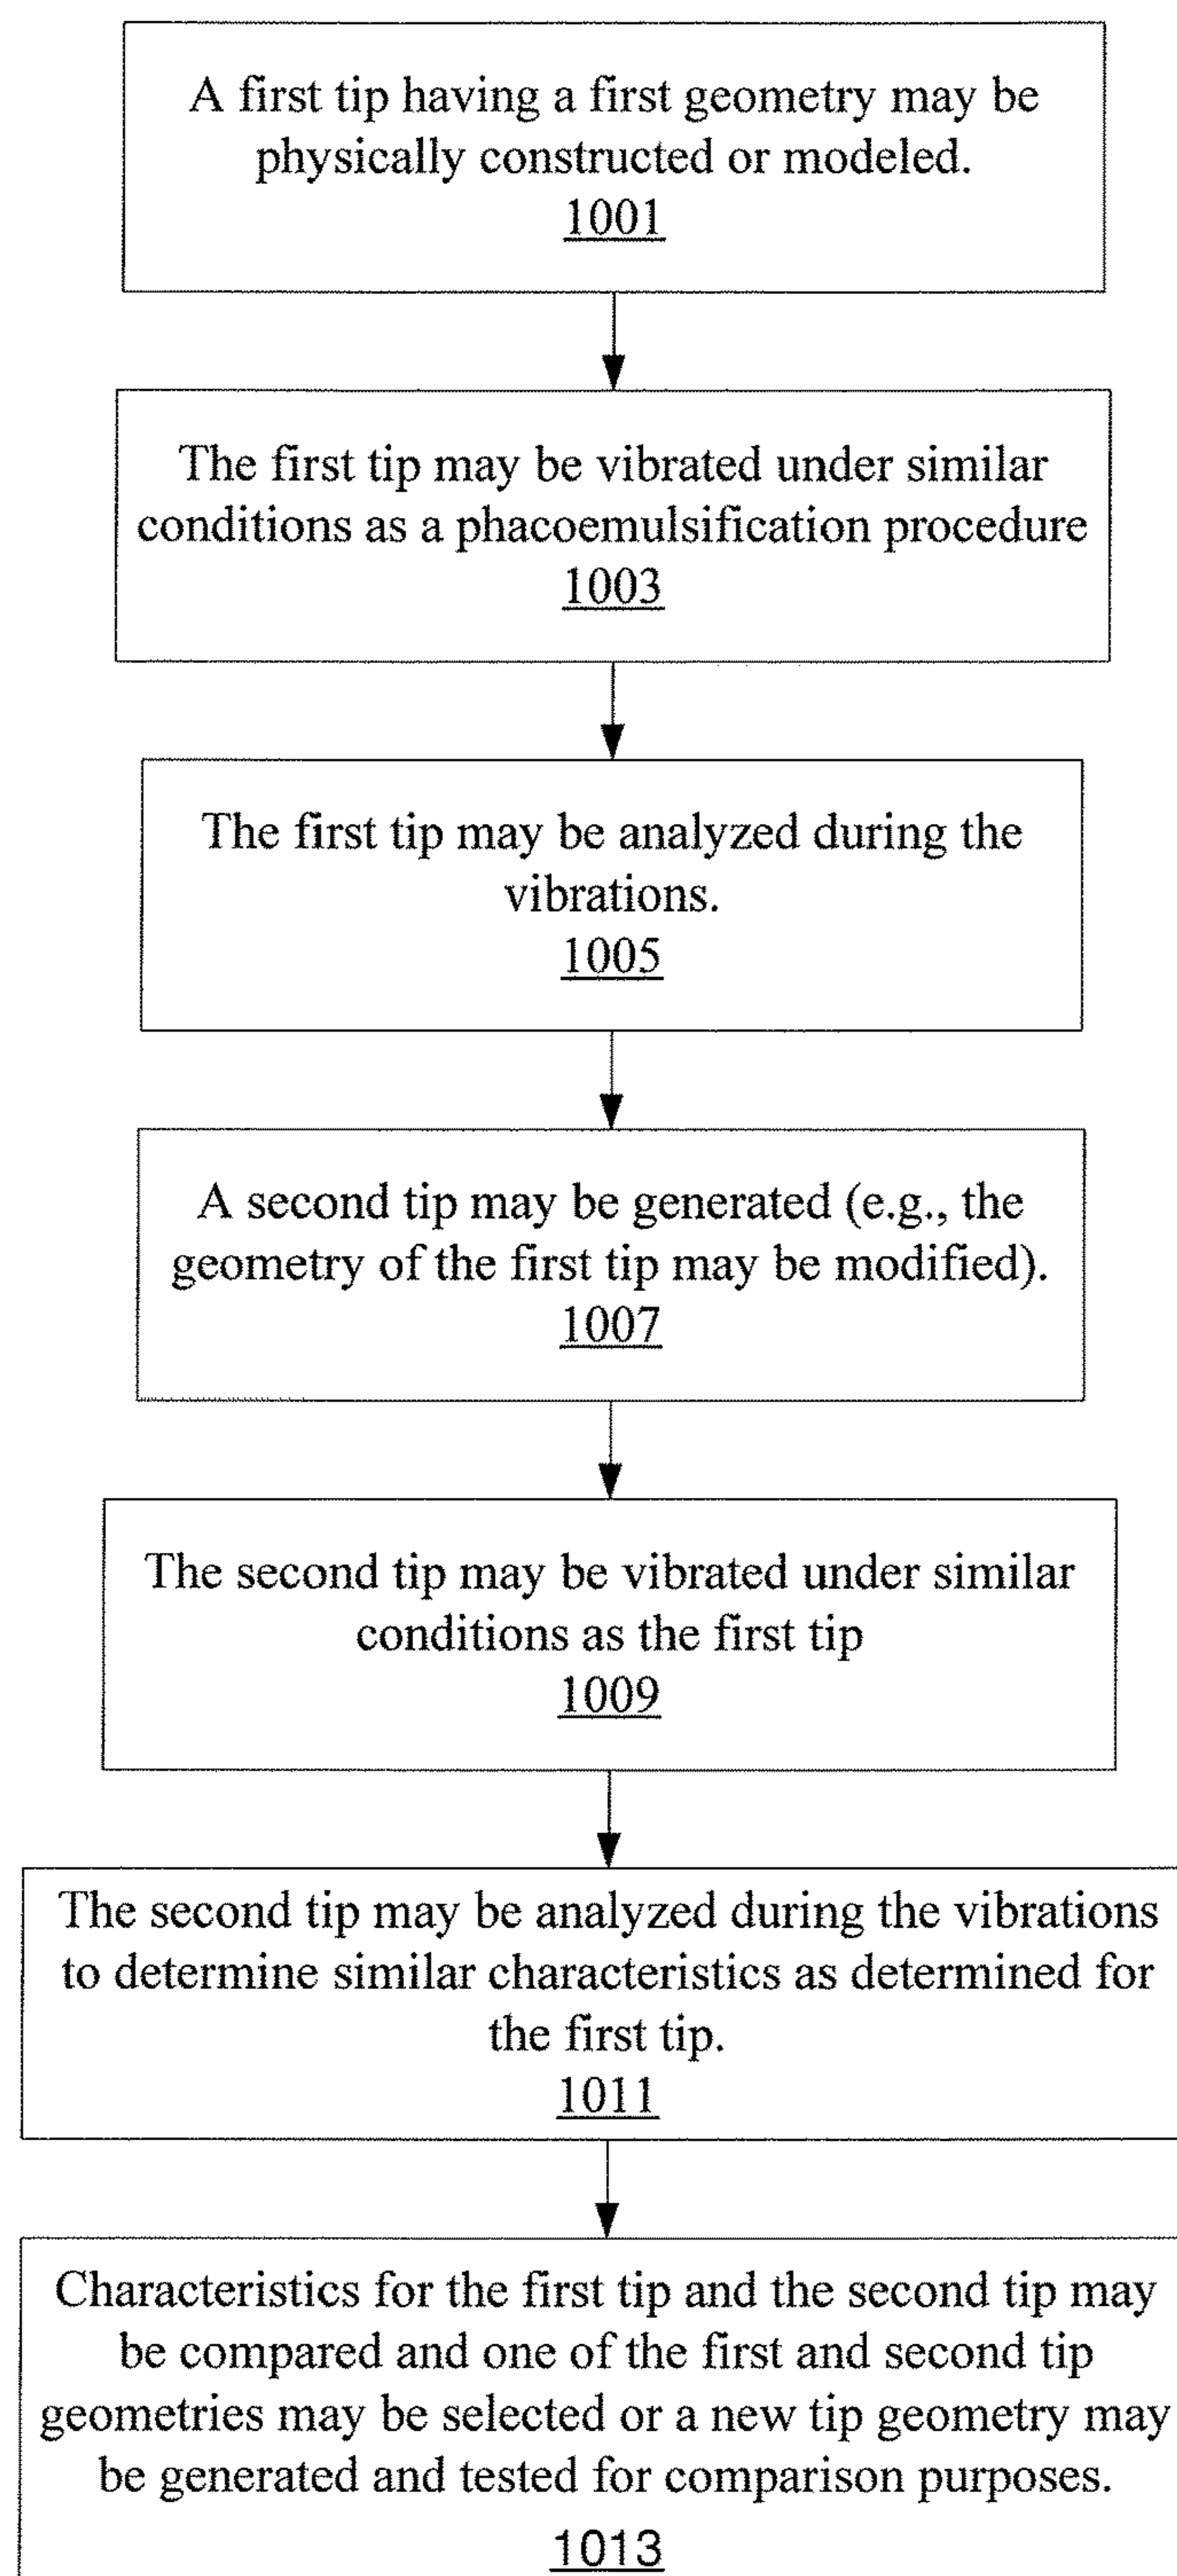 A first tip having a first geometry may be
physically constructed or modeled.
1001
The first tip may be vibrated under similar
conditions as a phacoemulsification procedure
1003
The first tip may be analyzed during the
vibrations.
1005
A second tip may be generated (e.g., the
geometry of the first tip may be modified).
1007
The second tip may be vibrated under similar
conditions as the first tip
1009
The second tip may be analyzed during the vibrations
to determine similar characteristics as determined for
the first tip.
1011
Characteristics for the first tip and the second tip may
be compared and one of the first and second tip
geometries may be selected or a new tip geometry may
be generated and tested for comparison purposes.
1013